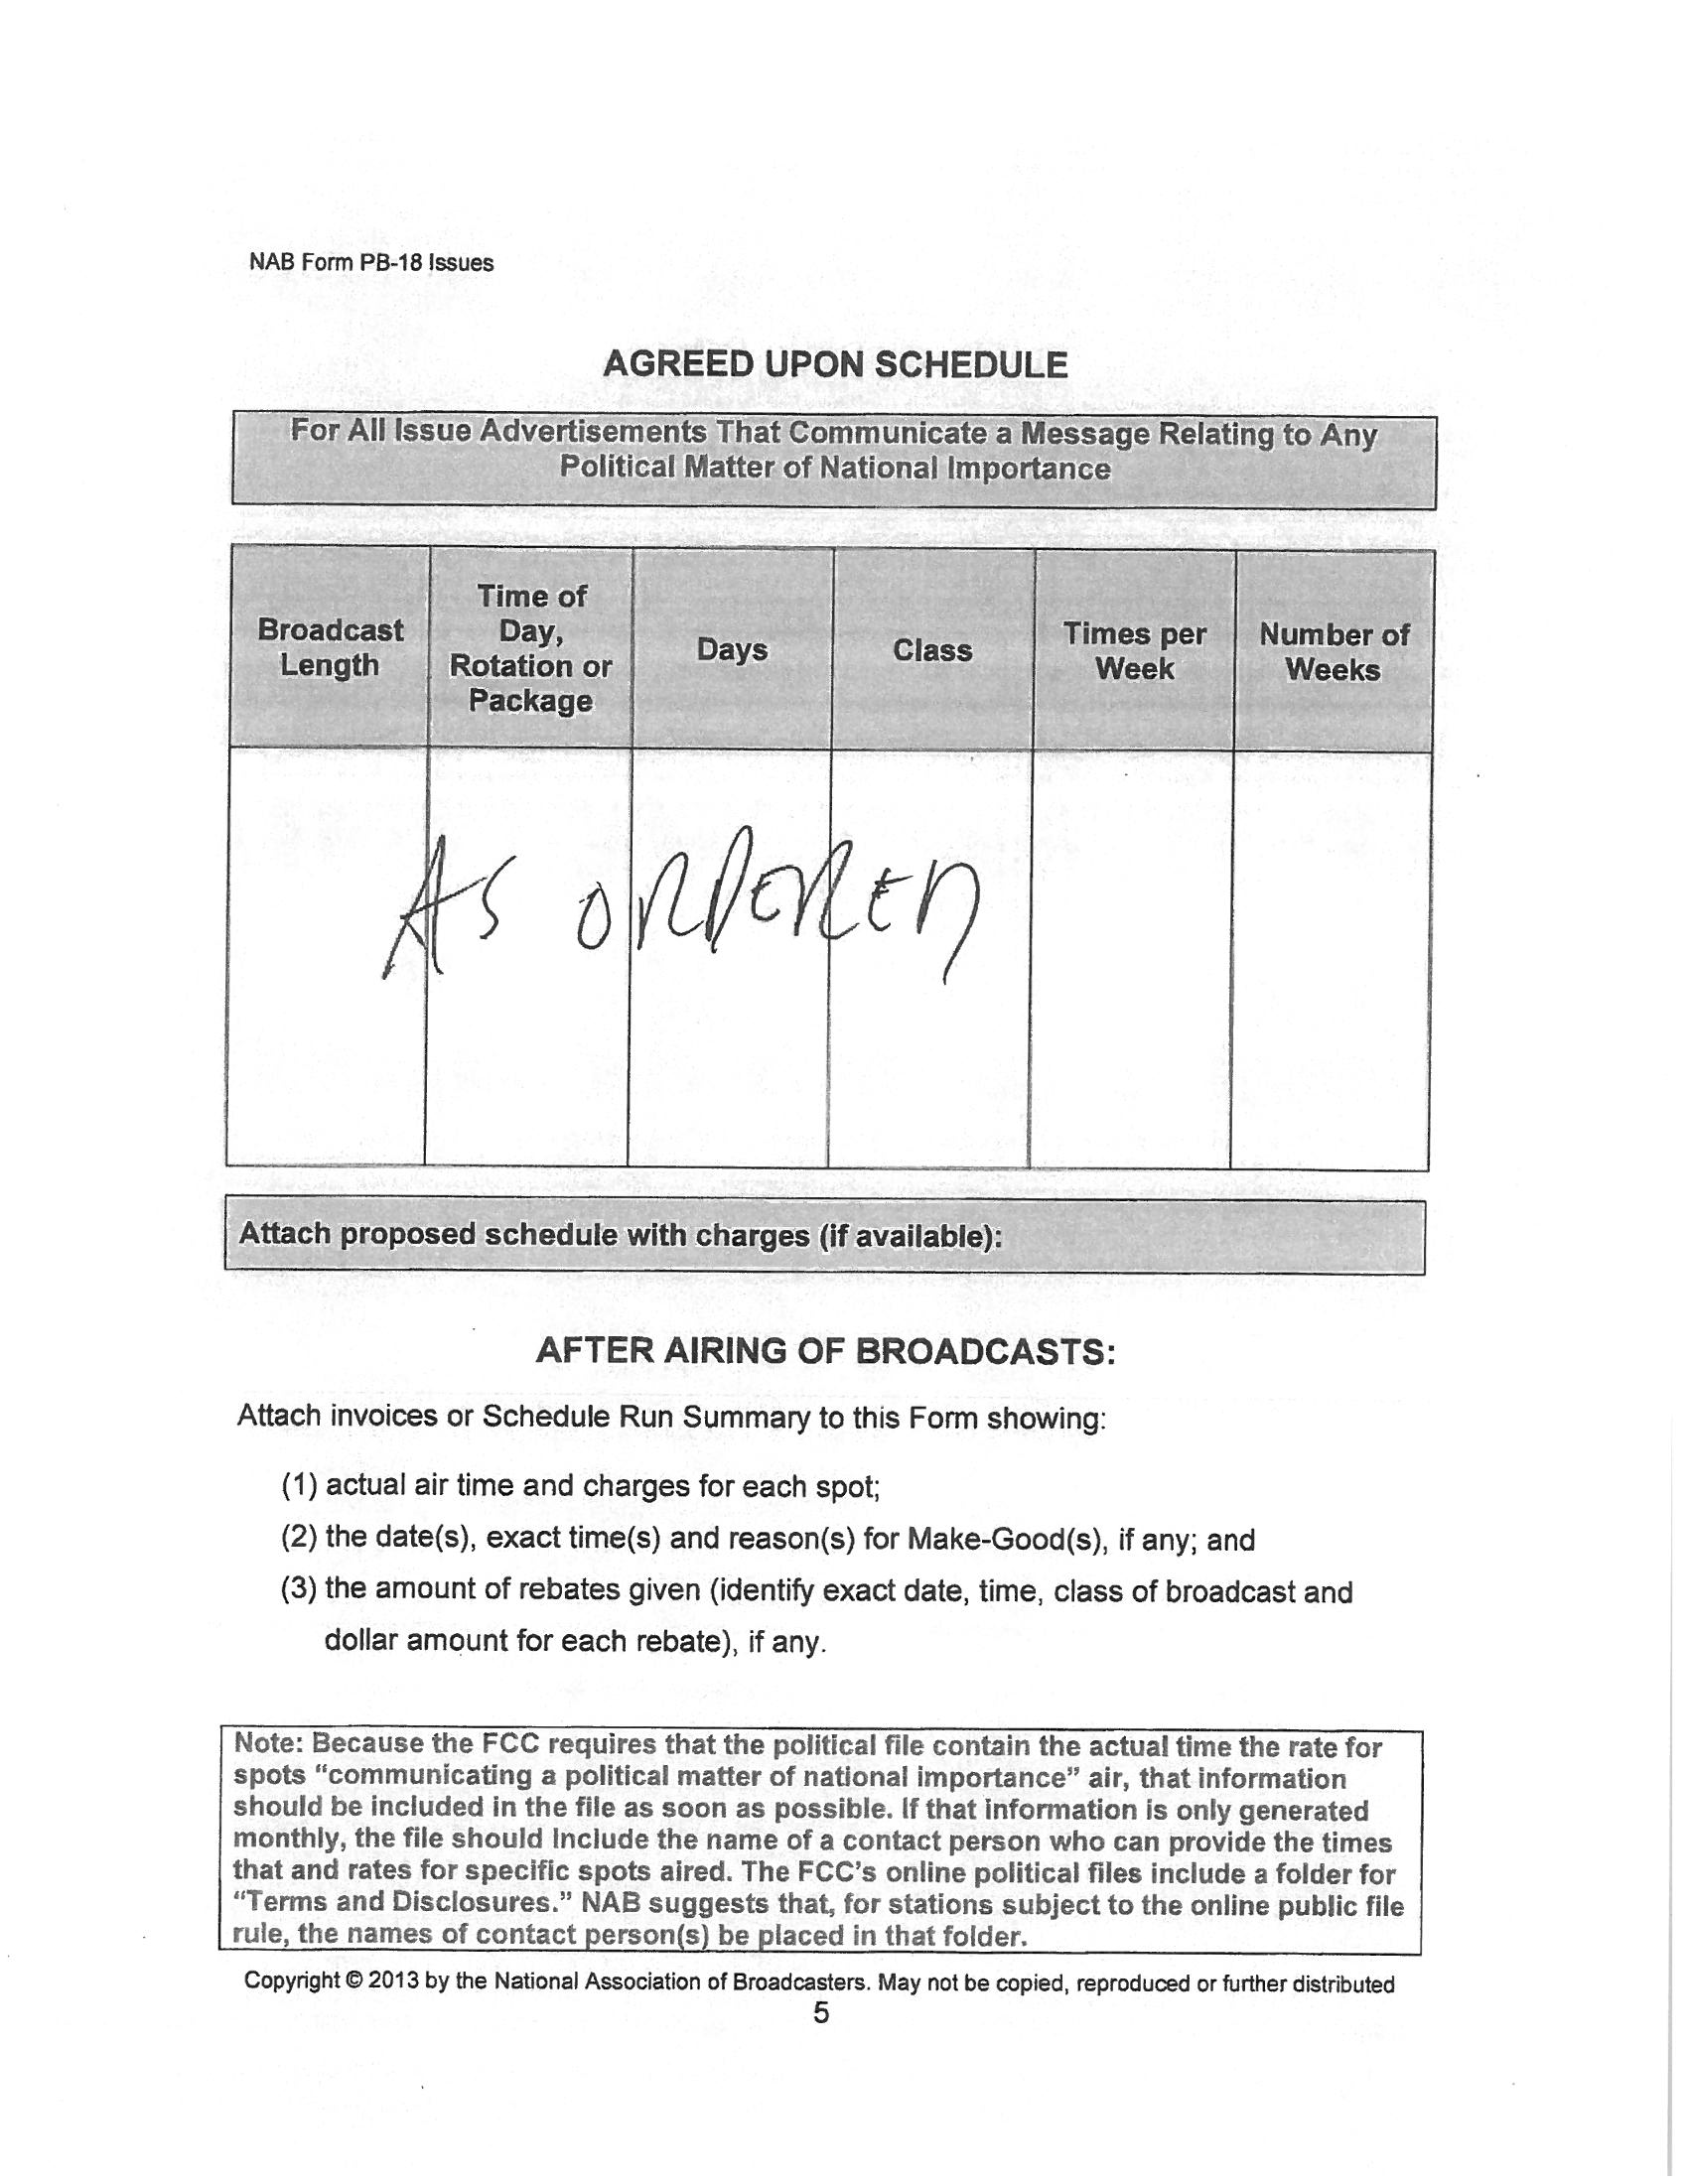 NAB Form PB-18 Issues
AGREED UPON SCHEDULE
For All Issue Advertisements That Communicate a Message Relating to Any
Political Matter of National Importance
Broadcast
Length
Time of
Day,
Rotation or
Package
Days
Class
Times per
Week
Number of
Weeks
AS ORDERED
Attach proposed schedule with charges (if available):
AFTER AIRING OF BROADCASTS:
Attach invoices or Schedule Run Summary to this Form showing:
(1) actual air time and charges for each spot;
(2) the date(s), exact time(s) and reason(s) for Make-Good(s), if any; and
(3) the amount of rebates given (identify exact date, time, class of broadcast and
dollar amount for each rebate), if any.
Note: Because the FCC requires that the political file contain the actual time the rate for
spots “communicating a political matter of national importance” air, that information
should be included in the file as soon as possible. If that information is only generated
monthly, the file should Include the name of a contact person who can provide the times
that and rates for specific spots aired. The FCC’s online political files include a folder for
“Terms and Disclosures.” NAB suggests that, for stations subject to the online public file
rule, the names of contact person(s) be placed in that folder.
Copyright © 2013 by the National Association of Broadcasters. May not be copied, reproduced or further distributed
5